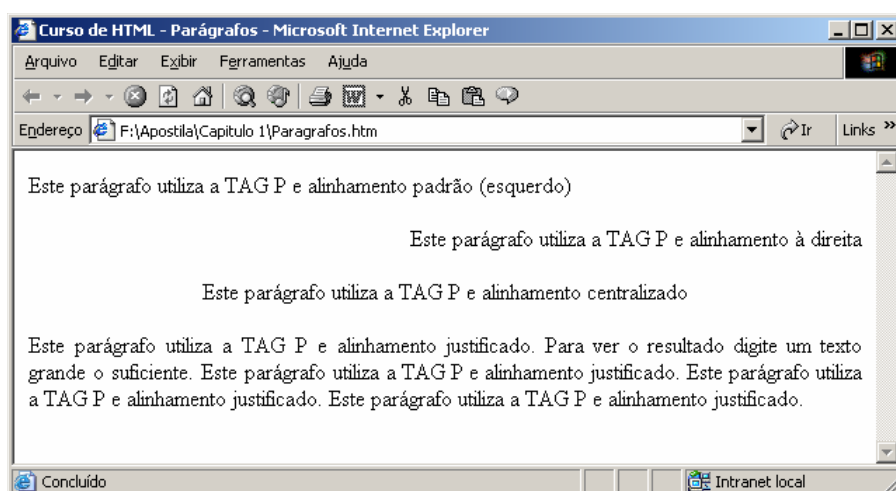 Curso de HTML - Parágrafos - Microsoft Internet Explorer
Arquivo Editar Exibir Ferramentas Ajuda
Endereço F:\Apostila\Capitulo 1\Paragrafos.htm Ir Links »
Este parágrafo utiliza a TAG P e alinhamento padrão (esquerdo)
Este parágrafo utiliza a TAG P e alinhamento à direita
Este parágrafo utiliza a TAG P e alinhamento centralizado
Este parágrafo utiliza a TAG P e alinhamento justificado. Para ver o resultado digite um texto
grande o suficiente. Este parágrafo utiliza a TAG P e alinhamento justificado. Este parágrafo utiliza
a TAG P e alinhamento justificado. Este parágrafo utiliza a TAG P e alinhamento justificado.
Concluído Intranet local